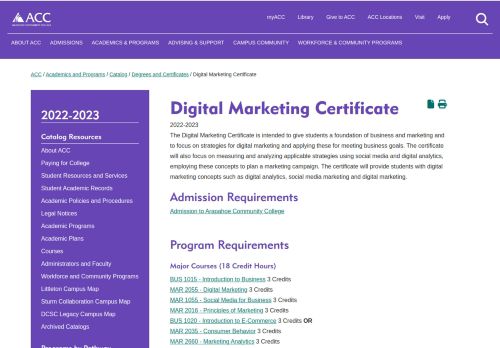 ACC
myACC Library Give to ACC ACC Locations Visit Apply
ABOUT ACC ADMISSIONS ACADEMICS & PROGRAMS ADVISING & SUPPORT CAMPUS COMMUNITY WORKFORCE & COMMUNITY PROGRAMS
ACC / Academics and Programs / Catalog / Degrees and Certificates / Digital Marketing Certificate
2022-2023
Catalog Resources
About ACC
Paying for College
Student Resources and Services
Student Academic Records
Academic Policies and Procedures
Legal Notices
Academic Programs
Academic Plans
Courses
Administrators and Faculty
Workforce and Community Programs
Littleton Campus Map
Sturm Collaboration Campus Map
DCSC Legacy Campus Map
Archived Catalogs
Programs by Pathway
Digital Marketing Certificate
2022-2023
The Digital Marketing Certificate is intended to give students a foundation of business and marketing and
to focus on strategies for digital marketing and applying these for meeting business goals. The certificate
will also focus on measuring and analyzing applicable strategies using social media and digital analytics,
employing these concepts to plan a marketing campaign. The certificate will provide students with digital
marketing concepts such as digital analytics, social media marketing and digital marketing.
Admission Requirements
Admission to Arapahoe Community College
Program Requirements
Major Courses (18 Credit Hours)
BUS 1015 - Introduction to Business 3 Credits
MAR 2055 - Digital Marketing 3 Credits
MAR 1055 - Social Media for Business 3 Credits
MAR 2016 - Principles of Marketing 3 Credits
BUS 1020 - Introduction to E-Commerce 3 Credits OR
MAR 2035 - Consumer Behavior 3 Credits
MAR 2660 - Marketing Analytics 3 Credits